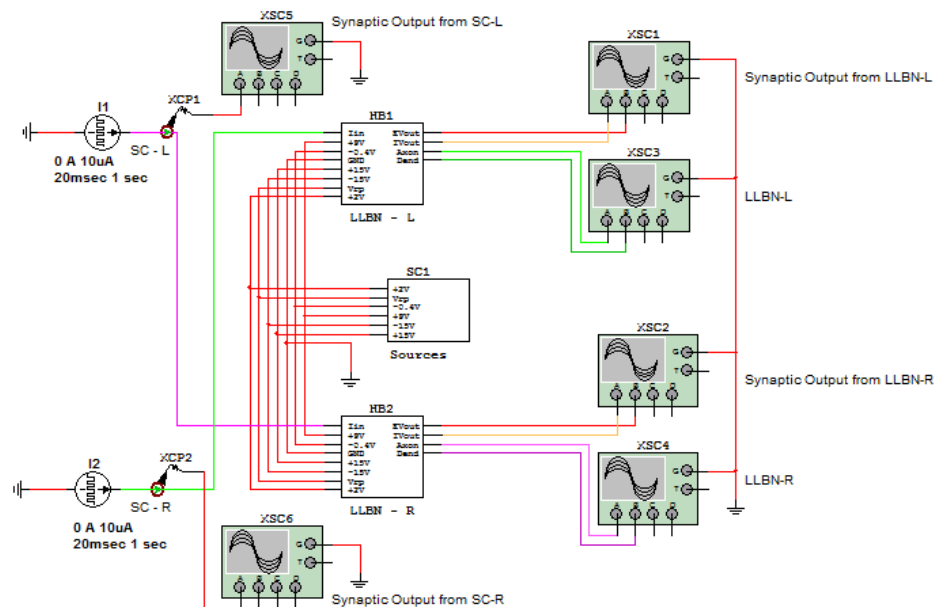 XSC5
Synaptic Output from SC-L
G
T
A B C D
XSC1
G
T
A B C D
Synaptic Output from LLBN-L
I1
XCP1
SC - L
0 A 10uA
20msec 1 sec
HB1
Iin
+9V
-0.4V
GND
+15V
-15V
Vrp
+2V
EVout
IVout
Axon
Dend
LLBN - L
XSC3
G
T
A B C D
LLBN-L
SC1
+2V
Vrp
-0.4V
+9V
-15V
+15V
Sources
XSC2
G
T
A B C D
Synaptic Output from LLBN-R
HB2
Iin
+9V
-0.4V
GND
+15V
-15V
Vrp
+2V
EVout
IVout
Axon
Dend
LLBN - R
XSC4
G
T
A B C D
LLBN-R
I2
XCP2
SC - R
0 A 10uA
20msec 1 sec
XSC6
G
T
A B C D
Synaptic Output from SC-R